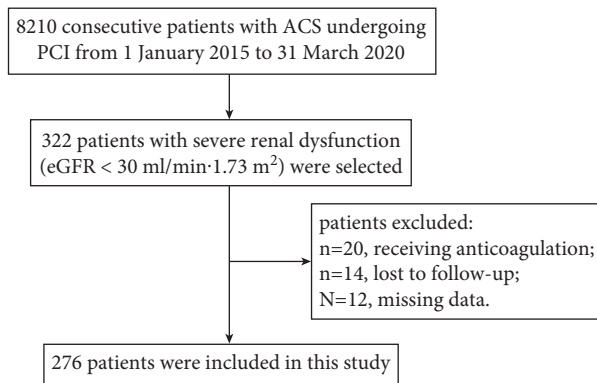 8210 consecutive patients with ACS undergoing
PCI from 1 January 2015 to 31 March 2020
322 patients with severe renal dysfunction
(eGFR < 30 ml/min·1.73 m²) were selected
patients excluded:
n=20, receiving anticoagulation;
n=14, lost to follow-up;
N=12, missing data.
276 patients were included in this study